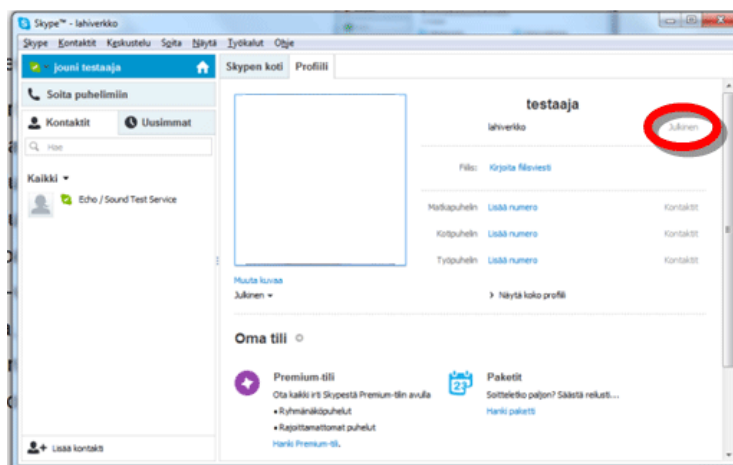 Skype™ - lahiverkko
Skype Kontaktit Keskustelu Soita Näytä Työkalut Ohje
jouni testaaja
Skypen koti Profiili
Soita puhelimiin
Kontaktit Uusimmat
Hae
Kaikki
Echo / Sound Test Service
testaaja
lahiverkko Julkinen
Fiilis: Kirjoita fiilisviesti
Matkapuhelin Lisää numero Kontaktit
Kotipuhelin Lisää numero Kontaktit
Työpuhelin Lisää numero Kontaktit
Muuta kuvaa
Julkinen
Näytä koko profiili
Oma tili
Premium-tili
Ota kaikki irti Skypestä Premium-tilin avulla
• Ryhmänäköpuhelut
• Rajoittamattomat puhelut
Hanki Premium-tili.
23
Paketit
Soitteletko paljon? Säästä reilusti...
Hanki paketti
Lisää kontakti